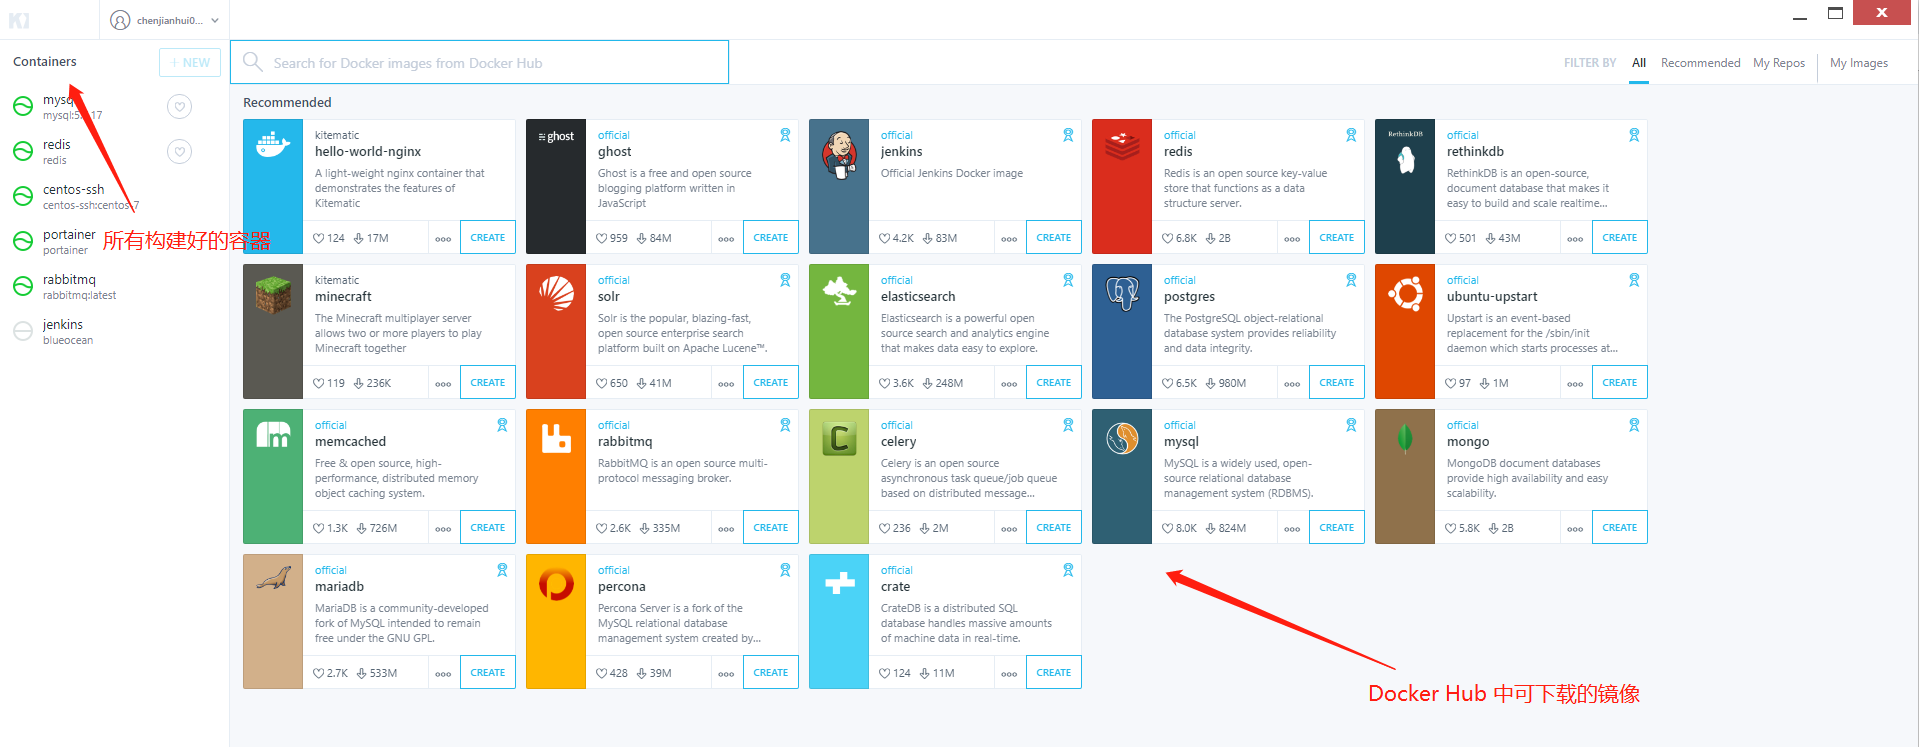 chenjianhui0...
Containers
+ NEW
mysql
redis
redis
centos-ssh
centos-ssh:centos-7
portainer
portainer
rabbitmq
rabbitmq:latest
jenkins
blueocean
所有构建好的容器
Search for Docker images from Docker Hub
FILTER BY All Recommended My Repos My Images
Recommended
kitematic
hello-world-nginx
A light-weight nginx container that
demonstrates the features of
Kitematic
124 17M CREATE
ghost
official
ghost
Ghost is a free and open source
blogging platform written in
JavaScript
959 84M CREATE
official
jenkins
Official Jenkins Docker image
4.2K 83M CREATE
official
redis
Redis is an open source key-value
store that functions as a data
structure server.
6.8K 2B CREATE
RethinkDB
official
rethinkdb
RethinkDB is an open-source,
document database that makes it
easy to build and scale realtime...
501 43M CREATE
kitematic
minecraft
The Minecraft multiplayer server
allows two or more players to play
Minecraft together
119 236K CREATE
official
solr
Solr is the popular, blazing-fast,
open source enterprise search
platform built on Apache Lucene™.
650 41M CREATE
official
elasticsearch
Elasticsearch is a powerful open
source search and analytics engine
that makes data easy to explore.
3.6K 248M CREATE
official
postgres
The PostgreSQL object-relational
database system provides reliability
and data integrity.
6.5K 980M CREATE
official
ubuntu-upstart
Upstart is an event-based
replacement for the /sbin/init
daemon which starts processes at...
97 1M CREATE
official
memcached
Free & open source, high-
performance, distributed memory
object caching system.
1.3K 726M CREATE
official
rabbitmq
RabbitMQ is an open source multi-
protocol messaging broker.
2.6K 335M CREATE
C
official
celery
Celery is an open source
asynchronous task queue/job queue
based on distributed message...
236 2M CREATE
official
mysql
MySQL is a widely used, open-
source relational database
management system (RDBMS).
8.0K 824M CREATE
official
mongo
MongoDB document databases
provide high availability and easy
scalability.
5.8K 2B CREATE
official
mariadb
MariaDB is a community-developed
fork of MySQL intended to remain
free under the GNU GPL.
2.7K 533M CREATE
official
percona
Percona Server is a fork of the
MySQL relational database
management system created by...
428 39M CREATE
official
crate
CrateDB is a distributed SQL
database handles massive amounts
of machine data in real-time.
124 11M CREATE
Docker Hub 中可下载的镜像